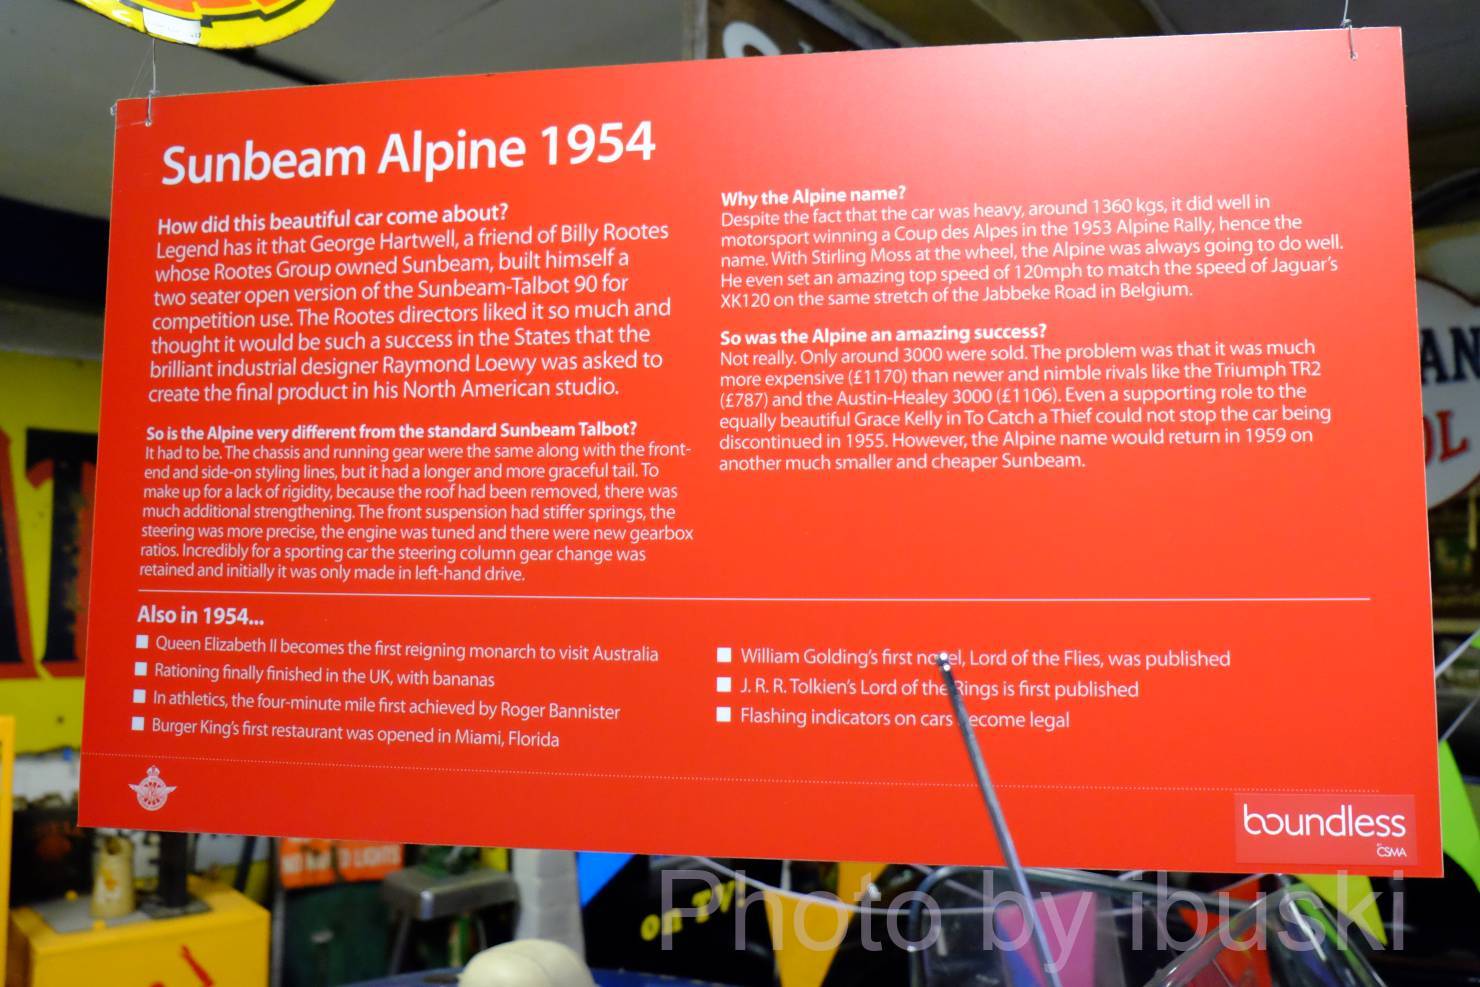 Sunbeam Alpine 1954
How did this beautiful car come about?
Legend has it that George Hartwell, a friend of Billy Rootes
whose Rootes Group owned Sunbeam, built himself a
two seater open version of the Sunbeam-Talbot 90 for
competition use. The Rootes directors liked it so much and
thought it would be such a success in the States that the
brilliant industrial designer Raymond Loewy was asked to
create the final product in his North American studio.
So is the Alpine very different from the standard Sunbeam Talbot?
It had to be. The chassis and running gear were the same along with the front-
end and side-on styling lines, but it had a longer and more graceful tail. To
make up for a lack of rigidity, because the roof had been removed, there was
much additional strengthening. The front suspension had stiffer springs, the
steering was more precise, the engine was tuned and there were new gearbox
ratios. Incredibly for a sporting car the steering column gear change was
retained and initially it was only made in left-hand drive.
Why the Alpine name?
Despite the fact that the car was heavy, around 1360 kgs, it did well in
motorsport winning a Coup des Alpes in the 1953 Alpine Rally, hence the
name. With Stirling Moss at the wheel, the Alpine was always going to do well.
He even set an amazing top speed of 120mph to match the speed of Jaguar's
XK120 on the same stretch of the Jabbeke Road in Belgium.
So was the Alpine an amazing success?
Not really. Only around 3000 were sold. The problem was that it was much
more expensive (£1170) than newer and nimble rivals like the Triumph TR2
(£787) and the Austin-Healey 3000 (£1106). Even a supporting role to the
equally beautiful Grace Kelly in To Catch a Thief could not stop the car being
discontinued in 1955. However, the Alpine name would return in 1959 on
another much smaller and cheaper Sunbeam.
Also in 1954...
Queen Elizabeth II becomes the first reigning monarch to visit Australia
Rationing finally finished in the UK, with bananas
In athletics, the four-minute mile first achieved by Roger Bannister
Burger King's first restaurant was opened in Miami, Florida
William Golding's first novel, Lord of the Flies, was published
J. R. R. Tolkien's Lord of the Rings is first published
Flashing indicators on cars become legal
boundless
CSMA
on
Photo by ibuski